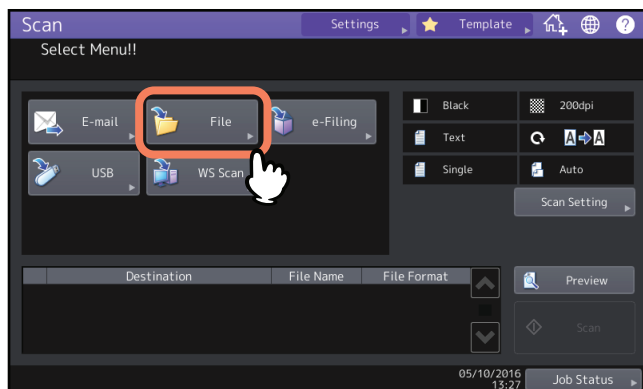 Scan
Settings
Template
?
Select Menu!!
E-mail
File
e-Filing
USB
WS Scan
Black
200dpi
Text
A A
Single
Auto
Scan Setting
Destination
File Name
File Format
Preview
Scan
05/10/2016
13:27
Job Status